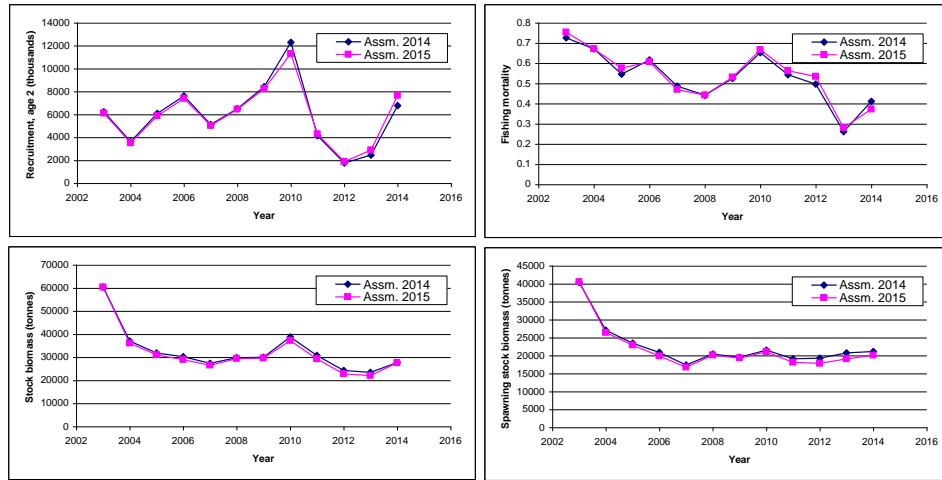 Recruitment, age 2 (thousands)
14000
12000
10000
8000
6000
4000
2000
0
2002 2004 2006 2008 2010 2012 2014 2016
Year
Assm. 2014
Assm. 2015
Fishing mortality
0.8
0.7
0.6
0.5
0.4
0.3
0.2
0.1
0
2002 2004 2006 2008 2010 2012 2014 2016
Year
Assm. 2014
Assm. 2015
Stock biomass (tonnes)
70000
60000
50000
40000
30000
20000
10000
0
2002 2004 2006 2008 2010 2012 2014 2016
Year
Assm. 2014
Assm. 2015
Spawning stock biomass (tonnes)
45000
40000
35000
30000
25000
20000
15000
10000
5000
0
2002 2004 2006 2008 2010 2012 2014 2016
Year
Assm. 2014
Assm. 2015